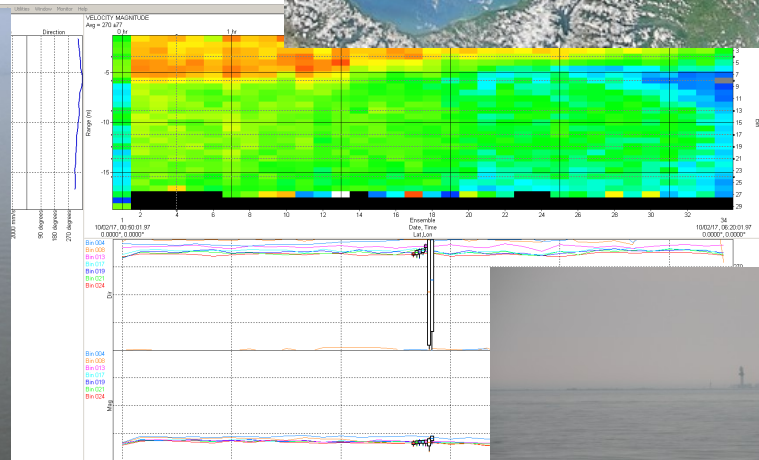 Utilities Window Monitor Help
VELOCITY MAGNITUDE
Avg = 270 ±77
Direction
0 hr
1 hr
Range (m)
-5
-10
-15
3
5
7
9
11
13
15
17
19
21
23
25
27
29
90 degrees
180 degrees
270 degrees
1
2
4
6
8
10
12
14
16
18
20
22
24
26
28
30
32
34
Ensemble
10/02/17, 00:50:01.97
Date, Time
10/02/17, 06:20:01.97
0.0000°, 0.0000°
Lat,Lon
0.0000°, 0.0000°
Bin 004
Bin 008
Bin 013
Bin 017
Bin 019
Bin 021
Bin 024
Dir
Bin 004
Bin 008
Bin 013
Bin 017
Bin 019
Bin 021
Bin 024
Mag